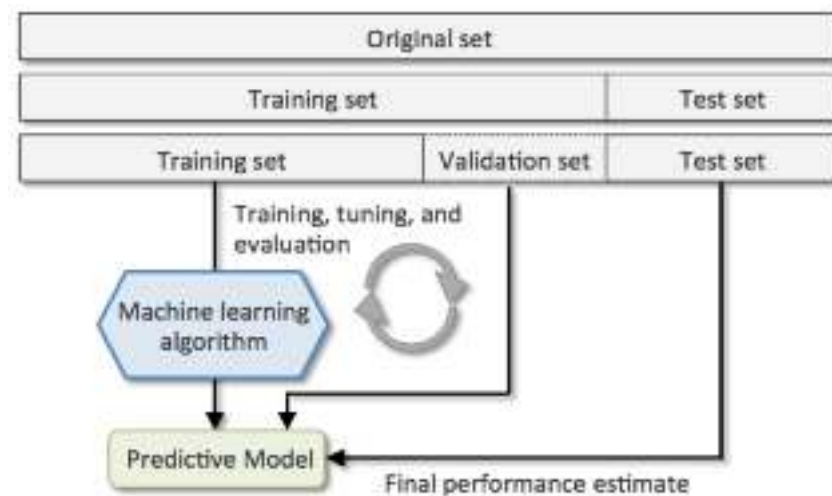 Original set
Training set
Test set
Training set
Validation set
Test set
Training, tuning, and
evaluation
Machine learning
algorithm
Predictive Model
Final performance estimate